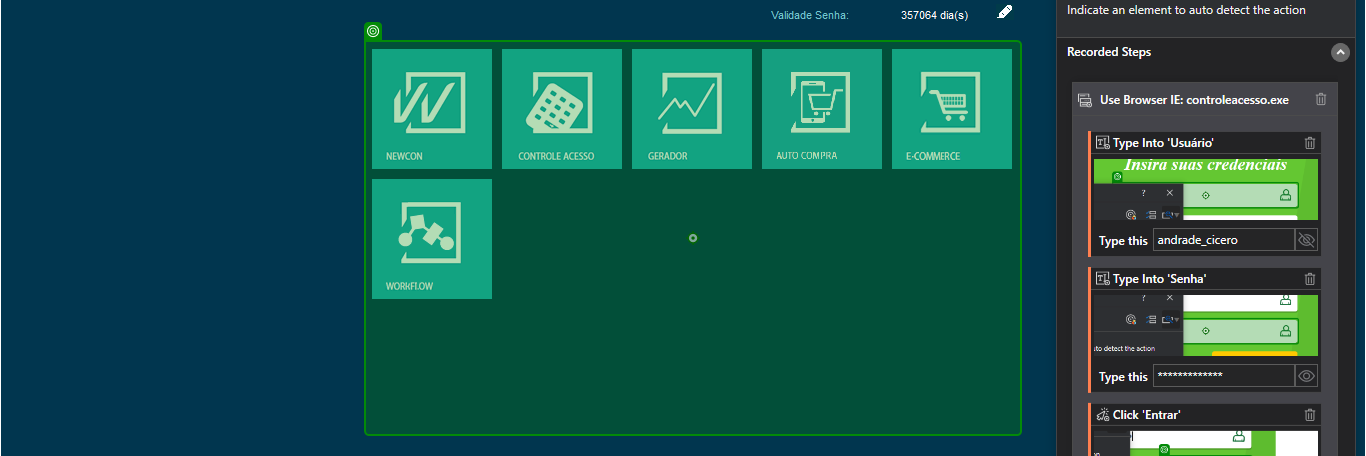 Validade Senha: 357064 dia(s)
NEWCON
CONTROLE ACESSO
GERADOR
AUTO COMPRA
E-COMMERCE
WORKFLOW
Indicate an element to auto detect the action
Recorded Steps
Use Browser IE: controleacesso.exe
Type Into 'Usuário'
Insira suas credenciais
? ×
Type this andrade_cicero
Type Into 'Senha'
? ×
uto detect the action
Type this *************
Click 'Entrar'